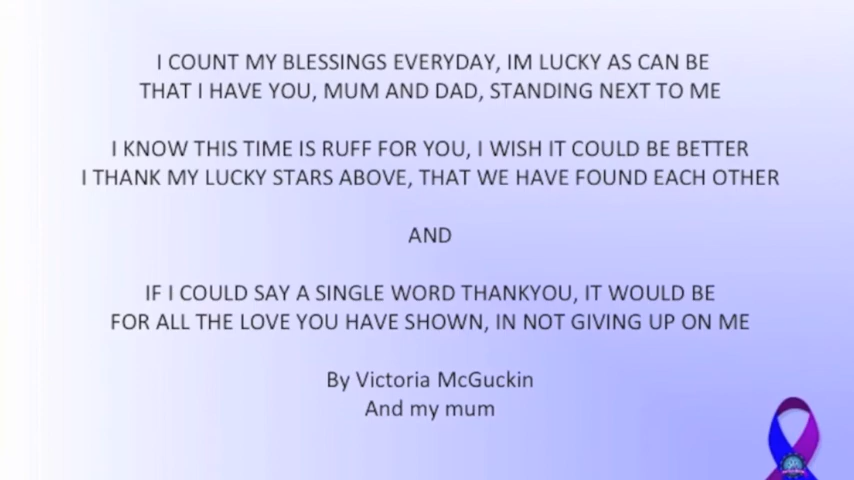 I COUNT MY BLESSINGS EVERYDAY, IM LUCKY AS CAN BE
THAT I HAVE YOU, MUM AND DAD, STANDING NEXT TO ME
I KNOW THIS TIME IS RUFF FOR YOU, I WISH IT COULD BE BETTER
I THANK MY LUCKY STARS ABOVE, THAT WE HAVE FOUND EACH OTHER
AND
IF I COULD SAY A SINGLE WORD THANKYOU, IT WOULD BE
FOR ALL THE LOVE YOU HAVE SHOWN, IN NOT GIVING UP ON ME
By Victoria McGuckin
And my mum